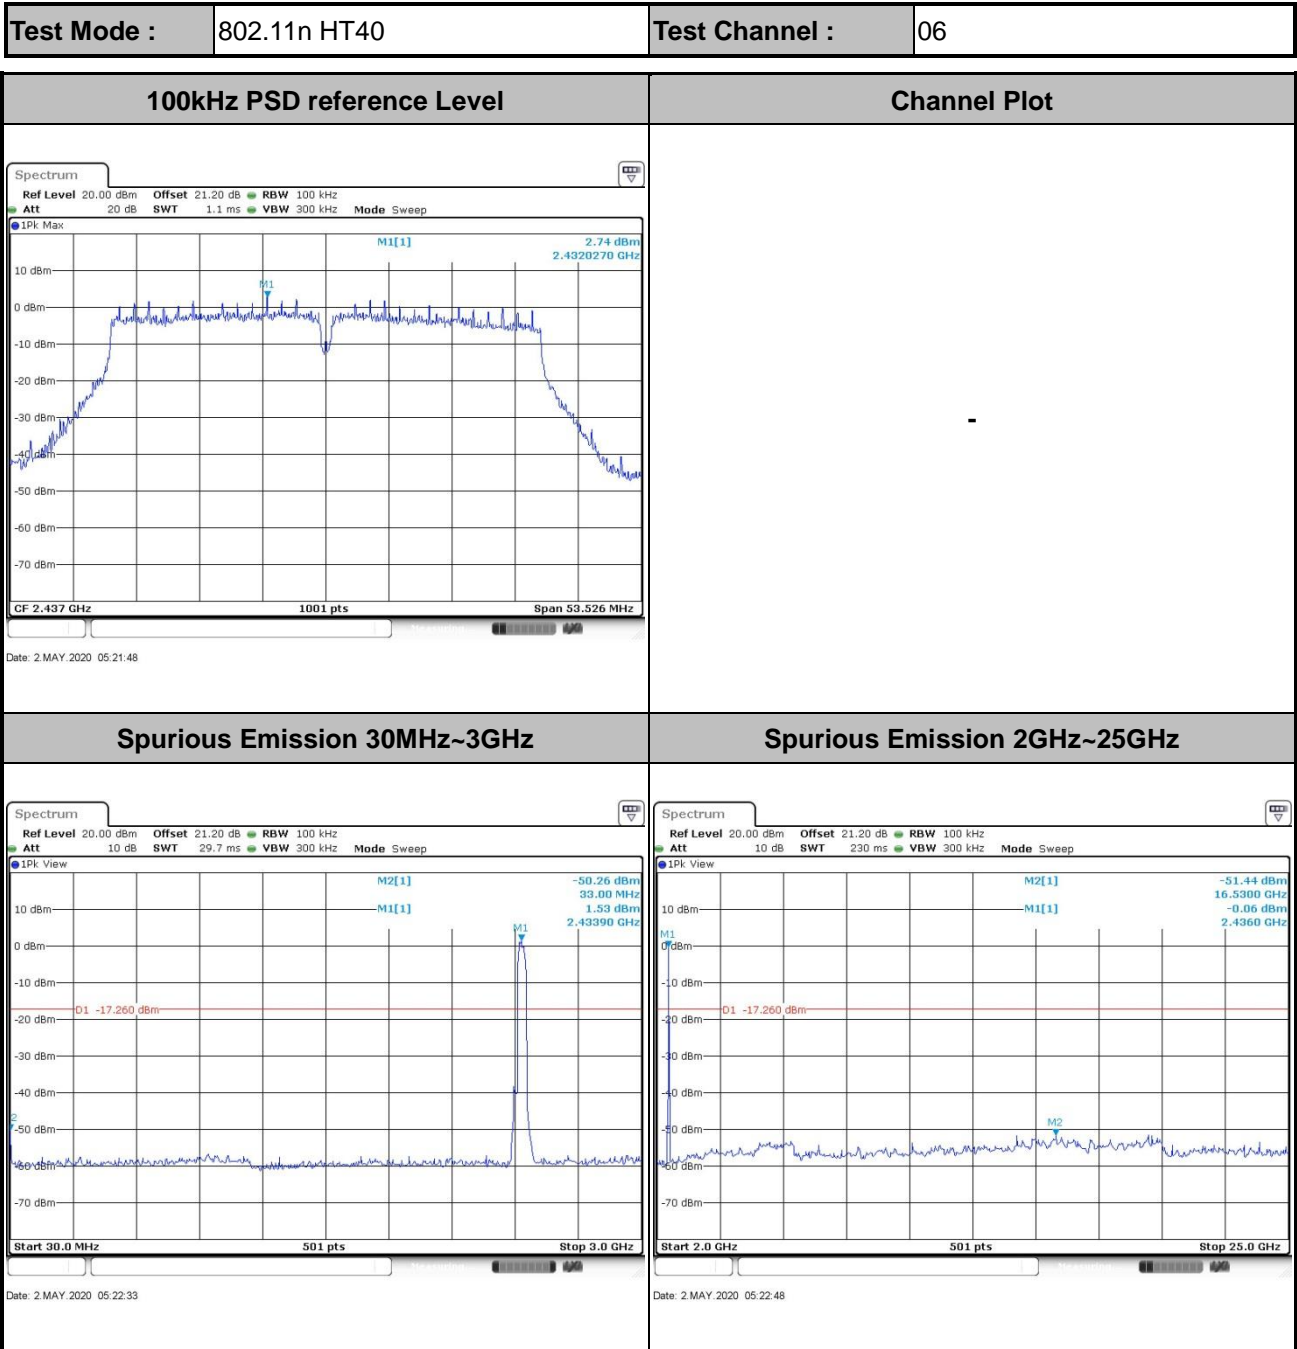 Test Mode : 802.11n HT40 Test Channel : 06
100kHz PSD reference Level Channel Plot
Spectrum
Ref Level 20.00 dBm Offset 21.20 dB RBW 100 kHz
Att 20 dB SWT 1.1 ms VBW 300 kHz Mode Sweep
1Pk Max
M1[1] 2.74 dBm
2.4320270 GHz
M1
10 dBm
0 dBm
-10 dBm
-20 dBm
-30 dBm
-40 dBm
-50 dBm
-60 dBm
-70 dBm
CF 2.437 GHz 1001 pts Span 53.526 MHz
Date: 2.MAY.2020 05:21:48
-
Spurious Emission 30MHz~3GHz Spurious Emission 2GHz~25GHz
Spectrum
Ref Level 20.00 dBm Offset 21.20 dB RBW 100 kHz
Att 10 dB SWT 29.7 ms VBW 300 kHz Mode Sweep
1Pk View
M2[1] -50.26 dBm
33.00 MHz
M1[1] 1.53 dBm
2.43390 GHz
M1
10 dBm
0 dBm
-10 dBm
D1 -17.260 dBm
-20 dBm
-30 dBm
-40 dBm
2
-50 dBm
-60 dBm
-70 dBm
Start 30.0 MHz 501 pts Stop 3.0 GHz
Date: 2.MAY.2020 05:22:33
Spectrum
Ref Level 20.00 dBm Offset 21.20 dB RBW 100 kHz
Att 10 dB SWT 230 ms VBW 300 kHz Mode Sweep
1Pk View
M2[1] -51.44 dBm
16.5300 GHz
M1[1] -0.06 dBm
2.4360 GHz
10 dBm
M1
0 dBm
-10 dBm
D1 -17.260 dBm
-20 dBm
-30 dBm
-40 dBm
M2
-50 dBm
-60 dBm
-70 dBm
Start 2.0 GHz 501 pts Stop 25.0 GHz
Date: 2.MAY.2020 05:22:48